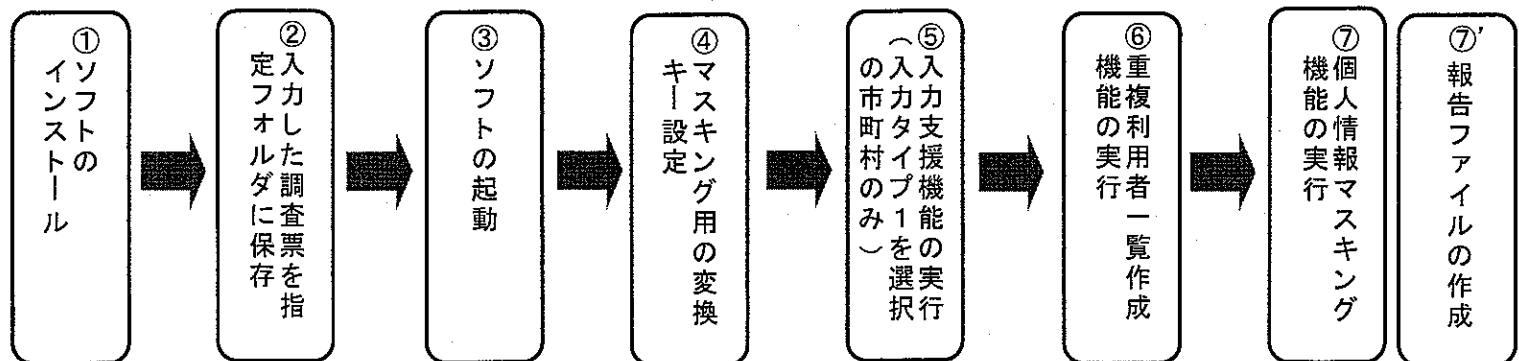 ①ソフトの
インストール
②入力した調査票を指
定フォルダに保存
③ソフトの起動
④マスキング用の変換
キー設定
⑤入力支援機能の実行
（入力タイプ1を選択
の市町村のみ）
⑥重複利用者一覧作成
機能の実行
⑦個人情報マスキング
機能の実行
⑦’報告ファイルの作成